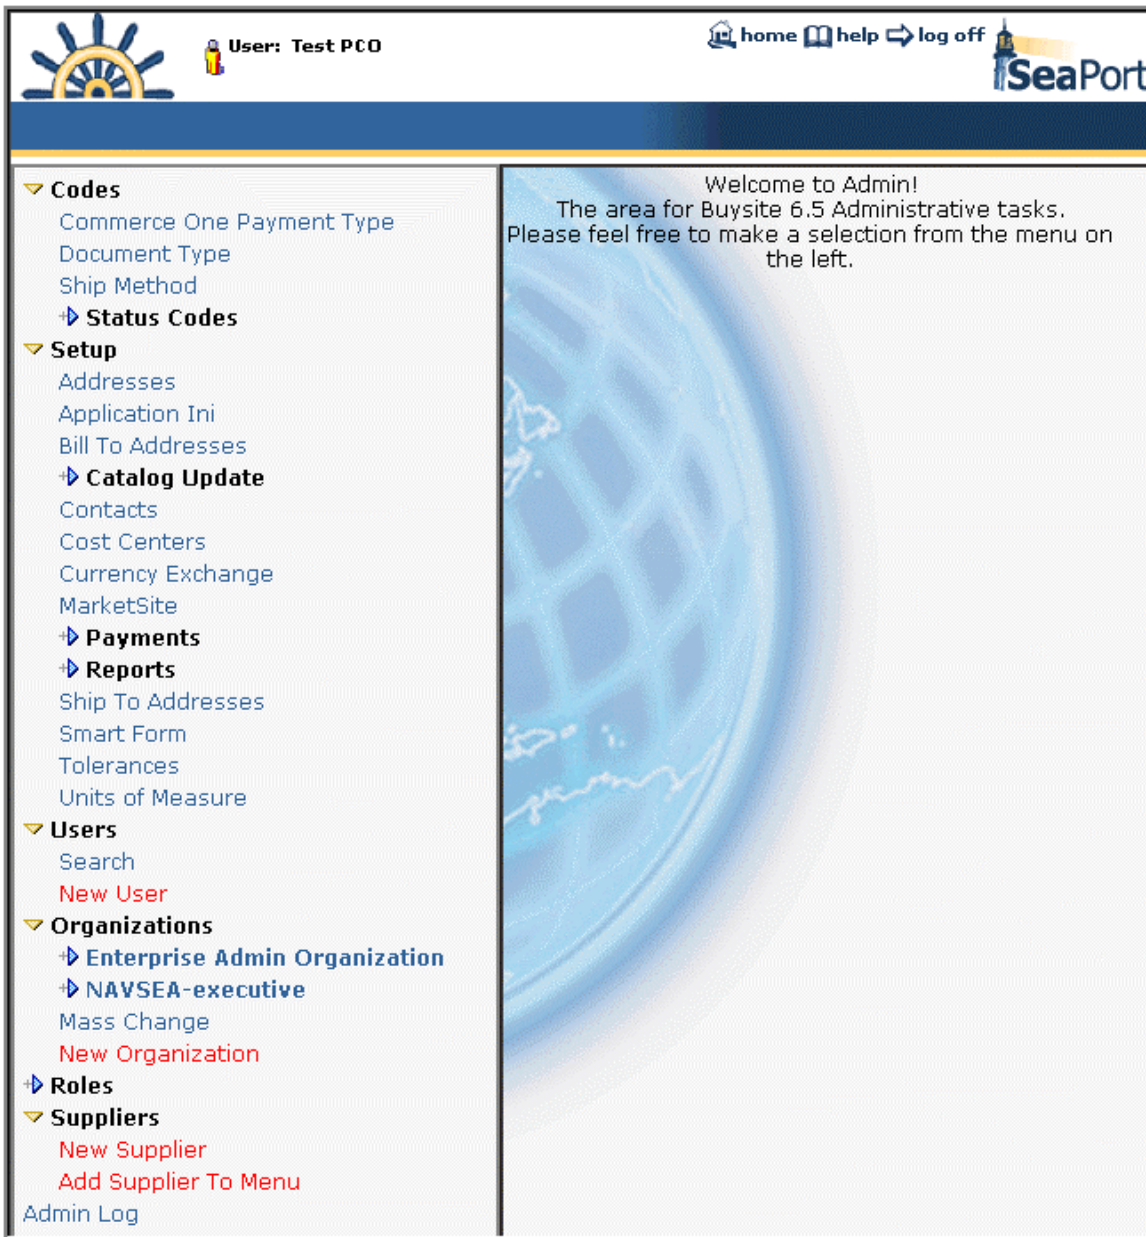 User: Test PCO
home help log off
SeaPort
Codes
Commerce One Payment Type
Document Type
Ship Method
Status Codes
Setup
Addresses
Application Ini
Bill To Addresses
Catalog Update
Contacts
Cost Centers
Currency Exchange
MarketSite
Payments
Reports
Ship To Addresses
Smart Form
Tolerances
Units of Measure
Users
Search
New User
Organizations
Enterprise Admin Organization
NAVSEA-executive
Mass Change
New Organization
Roles
Suppliers
New Supplier
Add Supplier To Menu
Admin Log
Welcome to Admin!
The area for Buysite 6.5 Administrative tasks.
Please feel free to make a selection from the menu on
the left.